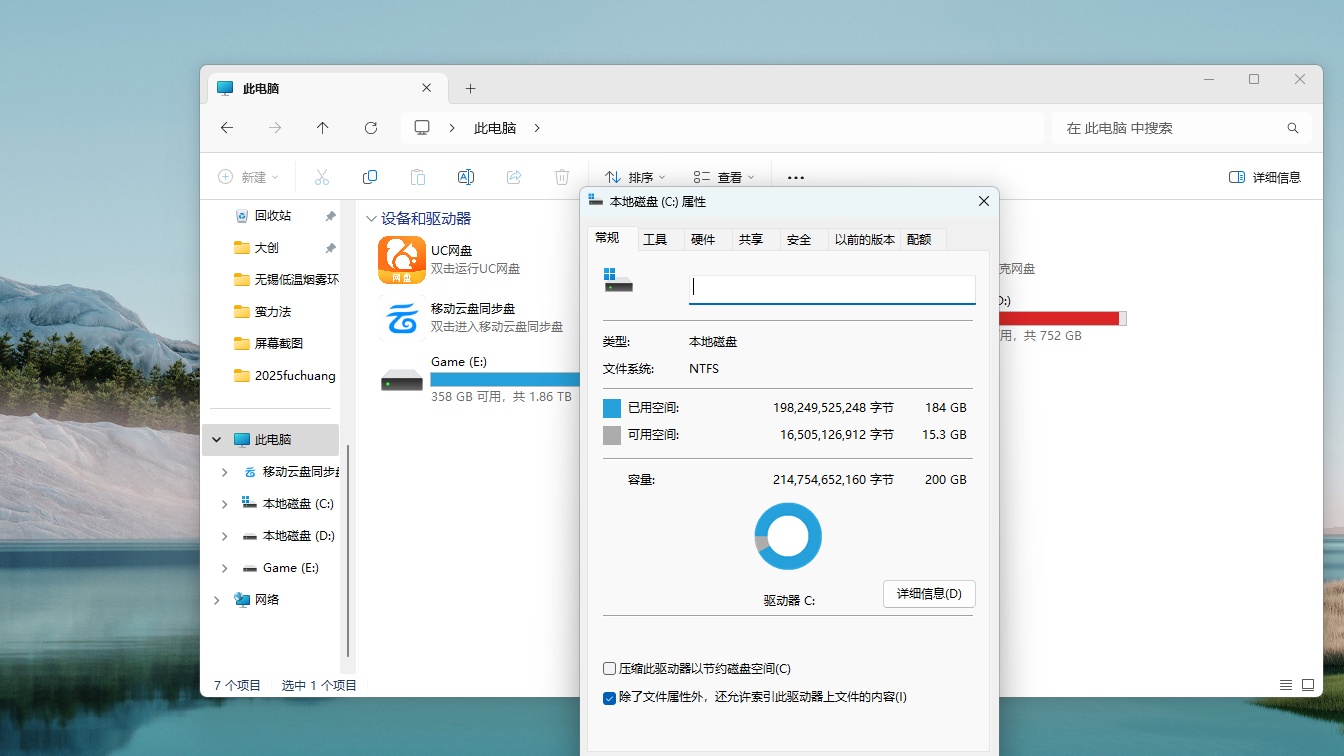 此电脑
此电脑
在 此电脑 中搜索
新建
排序
查看
详细信息
回收站
大创
无锡低温烟雾环
蛮力法
屏幕截图
2025fuchuang
此电脑
移动云盘同步盘
本地磁盘 (C:)
本地磁盘 (D:)
Game (E:)
网络
设备和驱动器
UC网盘
双击运行UC网盘
网盘
移动云盘同步盘
双击进入移动云盘同步盘
Game (E:)
358 GB 可用，共 1.86 TB
克网盘
D:)
用，共 752 GB
7 个项目
选中 1 个项目
本地磁盘 (C:) 属性
常规
工具
硬件
共享
安全
以前的版本
配额
类型: 本地磁盘
文件系统: NTFS
已用空间: 198,249,525,248 字节 184 GB
可用空间: 16,505,126,912 字节 15.3 GB
容量: 214,754,652,160 字节 200 GB
驱动器 C:
详细信息(D)
压缩此驱动器以节约磁盘空间(C)
除了文件属性外，还允许索引此驱动器上文件的内容(I)